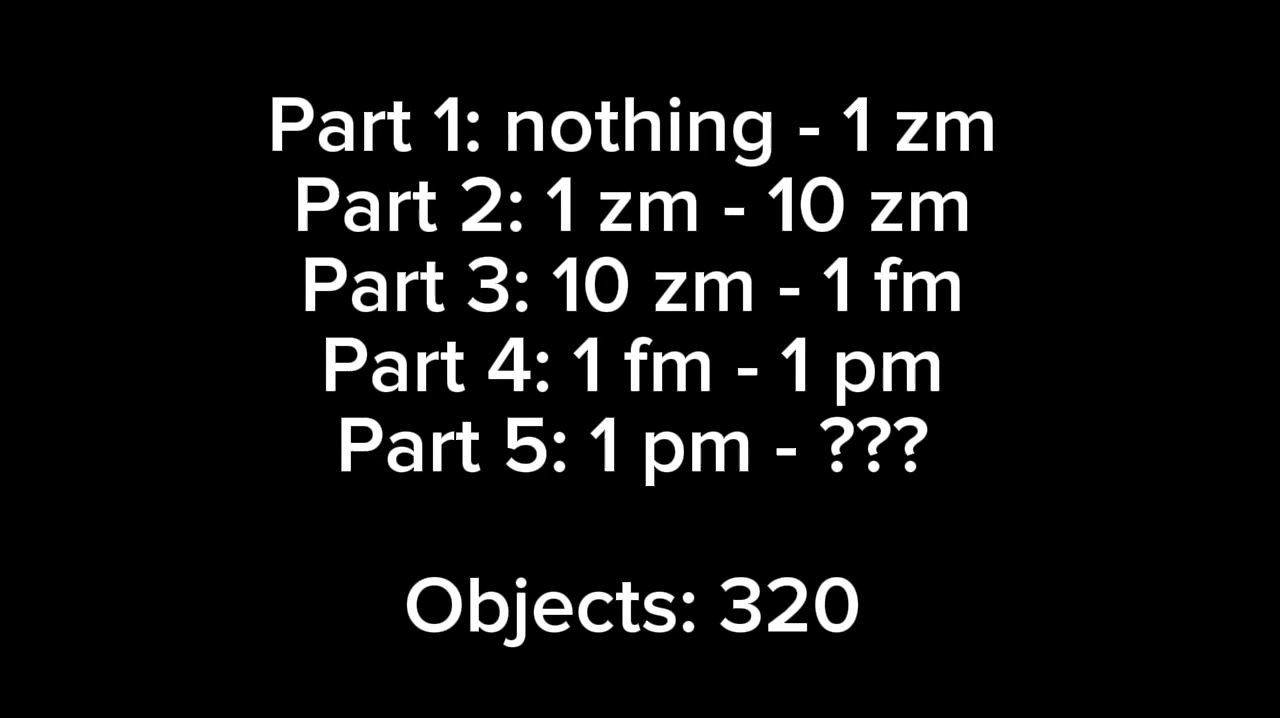 Part 1: nothing - 1 zm
Part 2: 1 zm - 10 zm
Part 3: 10 zm - 1 fm
Part 4: 1 fm - 1 pm
Part 5: 1 pm - ???
Objects: 320